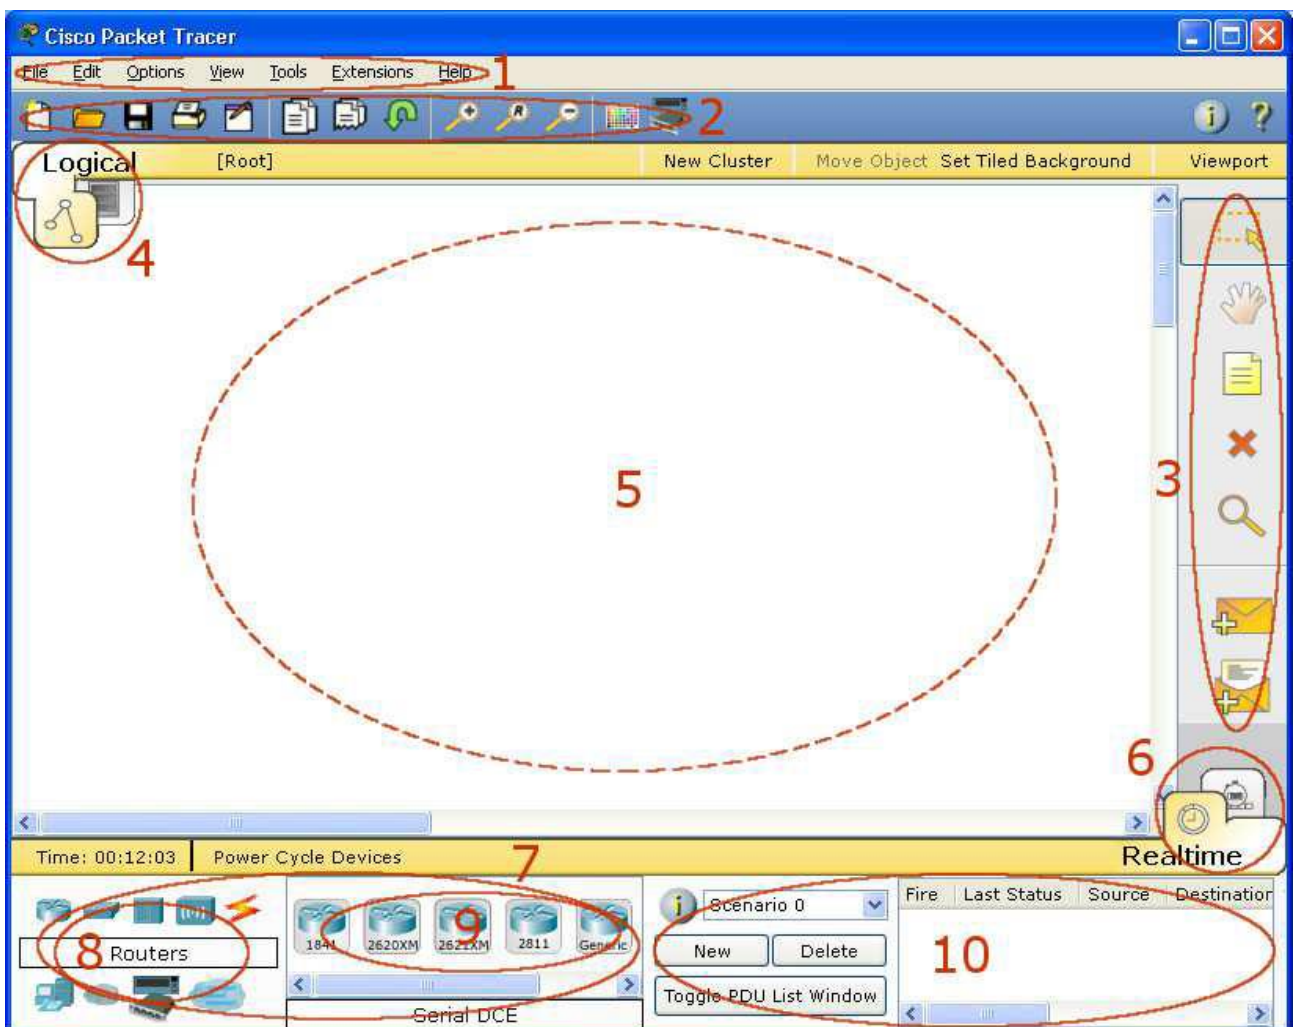 Cisco Packet Tracer
File Edit Options View Tools Extensions Help 1
2
Logical [Root] New Cluster Move Object Set Tiled Background Viewport
4
5
3
6
Time: 00:12:03 Power Cycle Devices 7 Realtime
Fire Last Status Source Destination
Scenario 0
1841 2620XM 2621XM 2811 Generic
9
8 Routers
New Delete
10
Toggle PDU List Window
Serial DCE